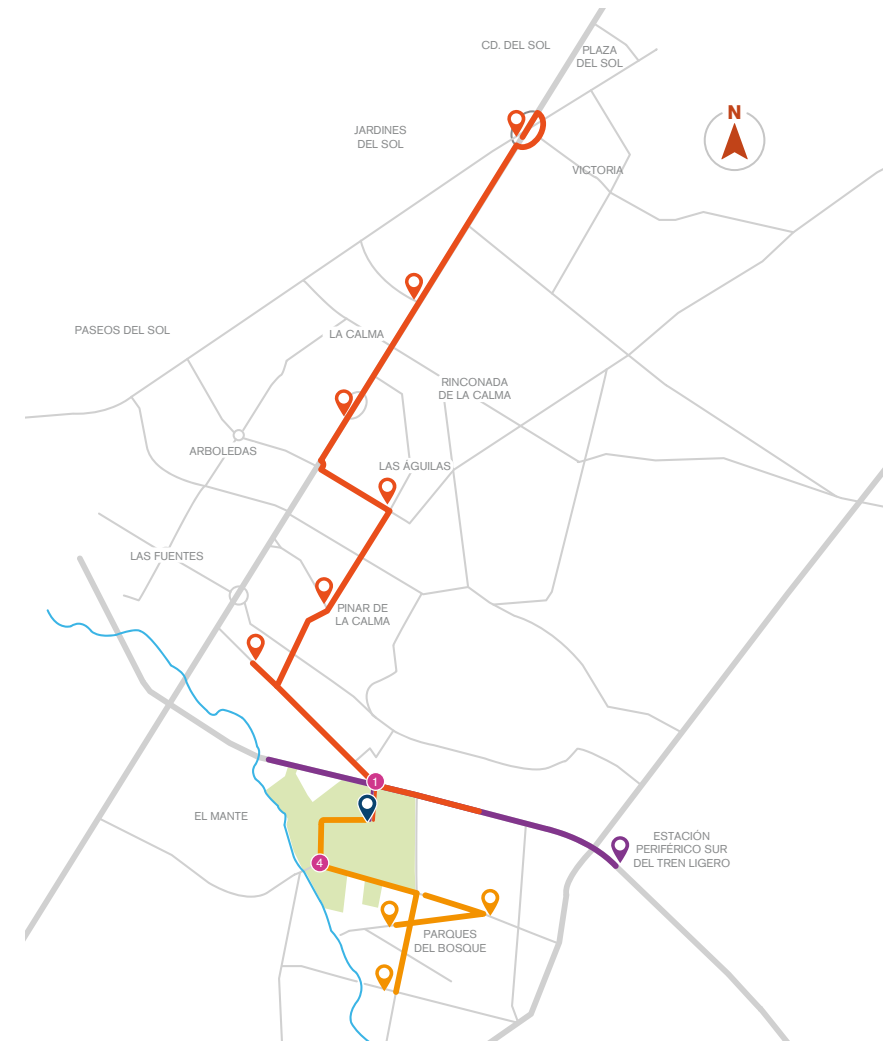 CD. DEL SOL
PLAZA
DEL SOL
N
JARDINES
DEL SOL
VICTORIA
PASEOS DEL SOL
LA CALMA
RINCONADA
DE LA CALMA
ARBOLEDAS
LAS ÁGUILAS
LAS FUENTES
PINAR DE
LA CALMA
1
EL MANTE
ESTACIÓN
PERIFÉRICO SUR
DEL TREN LIGERO
4
PARQUES
DEL BOSQUE